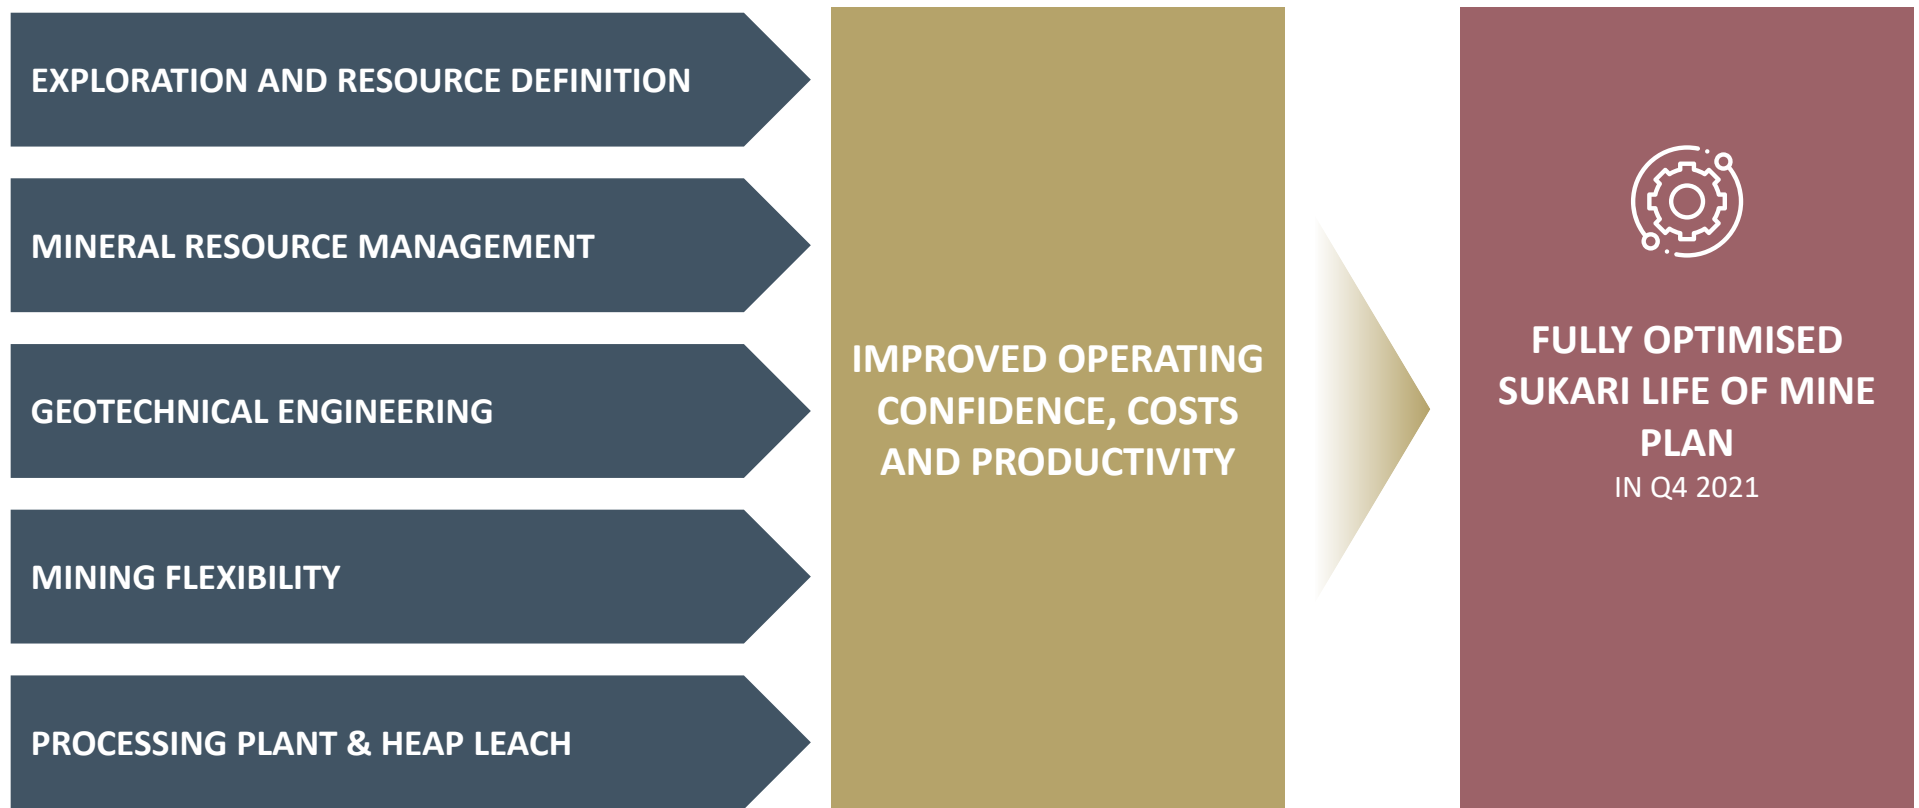 EXPLORATION AND RESOURCE DEFINITION
MINERAL RESOURCE MANAGEMENT
GEOTECHNICAL ENGINEERING
MINING FLEXIBILITY
PROCESSING PLANT & HEAP LEACH
IMPROVED OPERATING
CONFIDENCE, COSTS
AND PRODUCTIVITY
FULLY OPTIMISED
SUKARI LIFE OF MINE
PLAN
IN Q4 2021